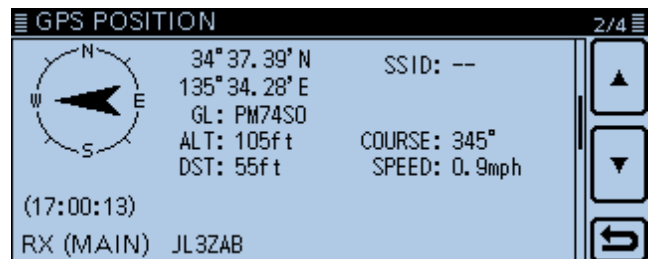 GPS POSITION 2/4
N
W E
S
34°37.39'N
135°34.28'E
GL: PM74SO
ALT: 105ft
DST: 55ft
SSID: --
COURSE: 345°
SPEED: 0.9mph
(17:00:13)
RX (MAIN) JL3ZAB